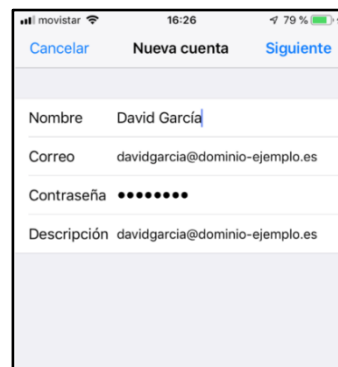 movistar 16:26 79 %
Cancelar Nueva cuenta Siguiente
Nombre David García
Correo davidgarcia@dominio-ejemplo.es
Contraseña ••••••••
Descripción davidgarcia@dominio-ejemplo.es